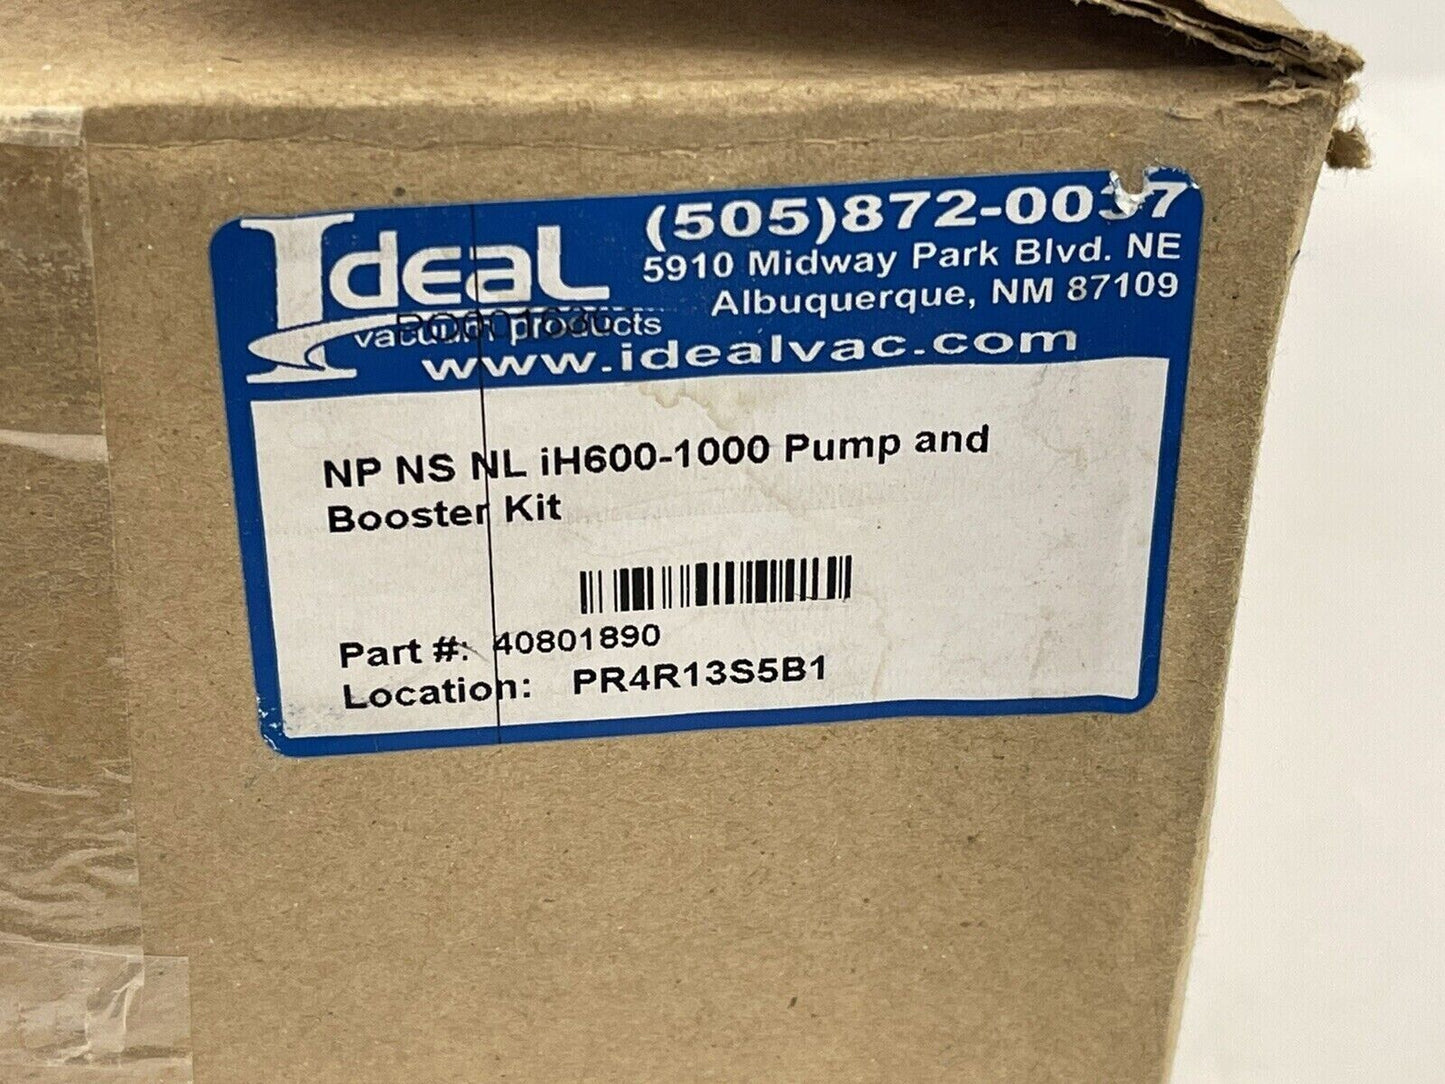 Ideal
vacuum products
(505)872-0037
5910 Midway Park Blvd. NE
Albuquerque, NM 87109
www.idealvac.com
NP NS NL iH600-1000 Pump and
Booster Kit
Part #: 40801890
Location: PR4R13S5B1